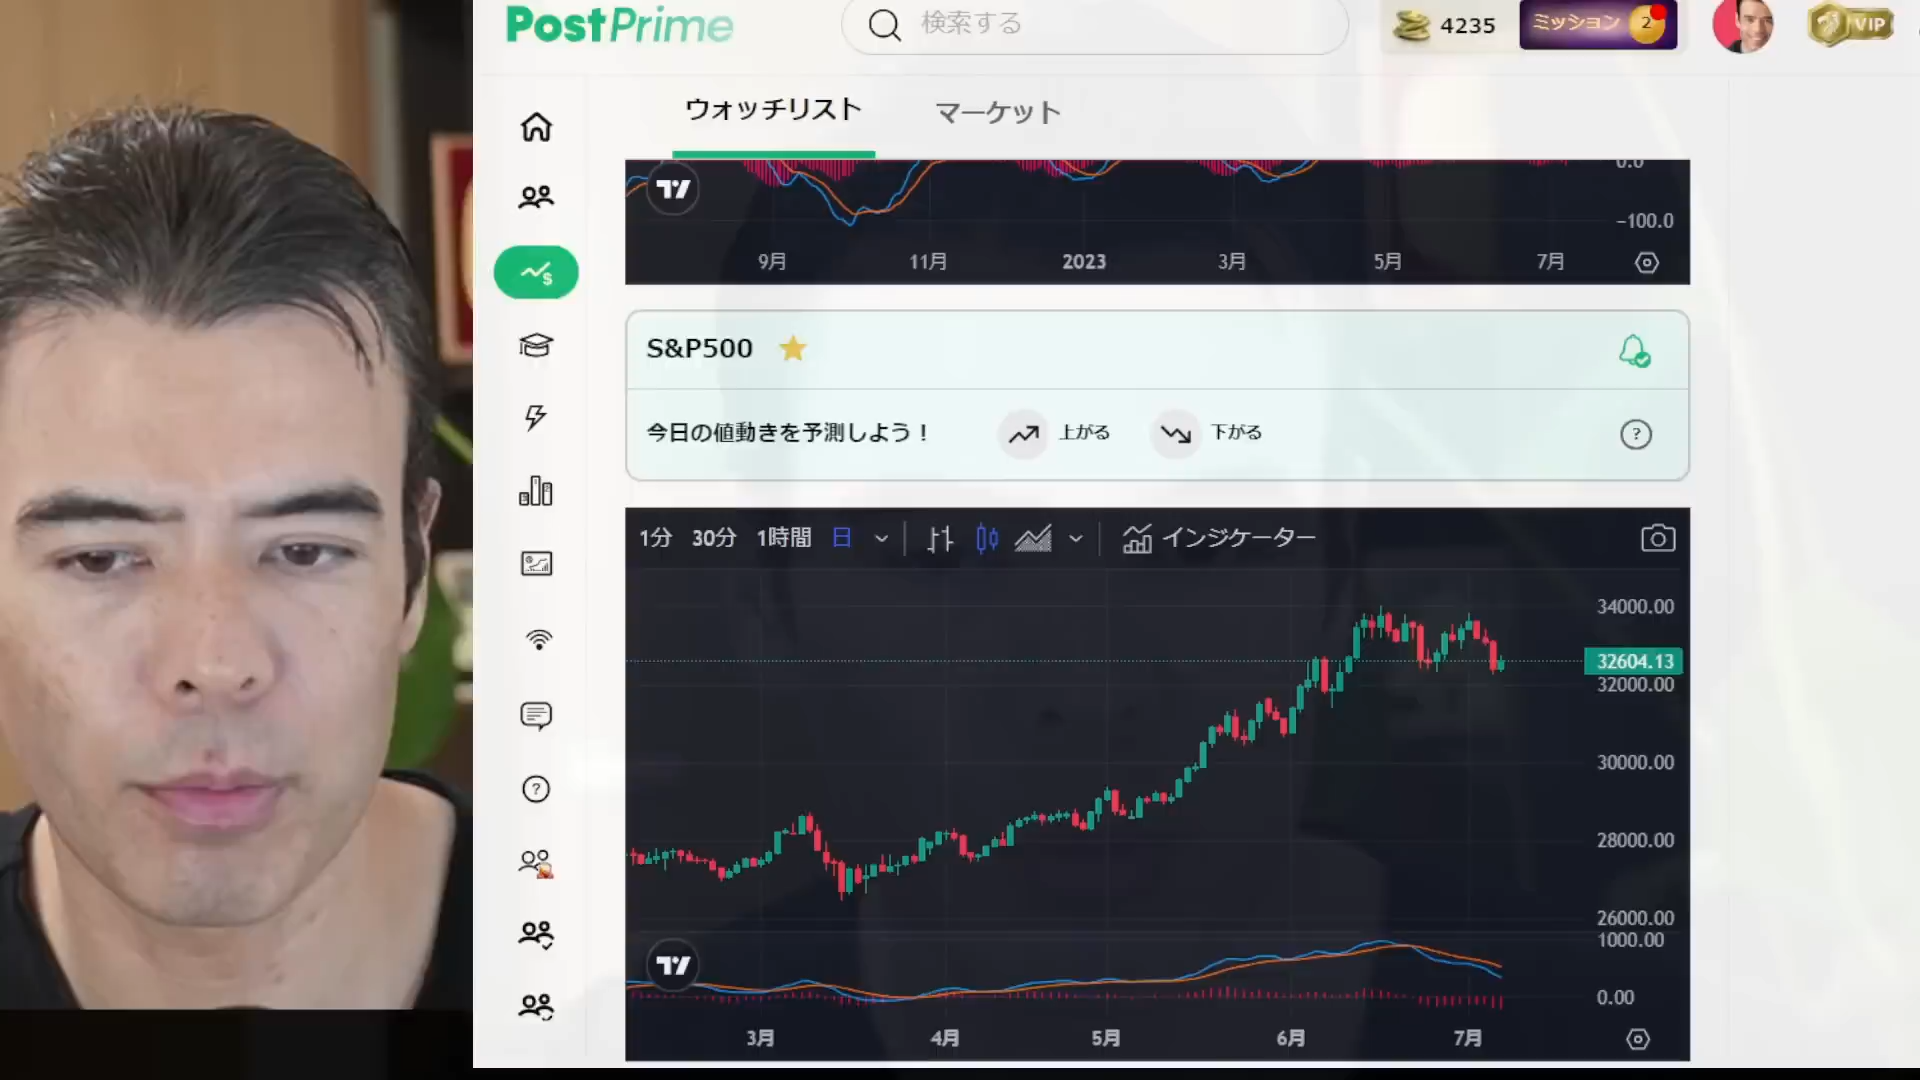 PostPrime
検索する
4235
ミッション
2
VIP
ウォッチリスト
マーケット
0.0
-100.0
9月
11月
2023
3月
5月
7月
S&P500
今日の値動きを予測しよう！
上がる
下がる
?
1分
30分
1時間
日
インジケーター
34000.00
32604.13
32000.00
30000.00
28000.00
26000.00
1000.00
0.00
3月
4月
5月
6月
7月
?